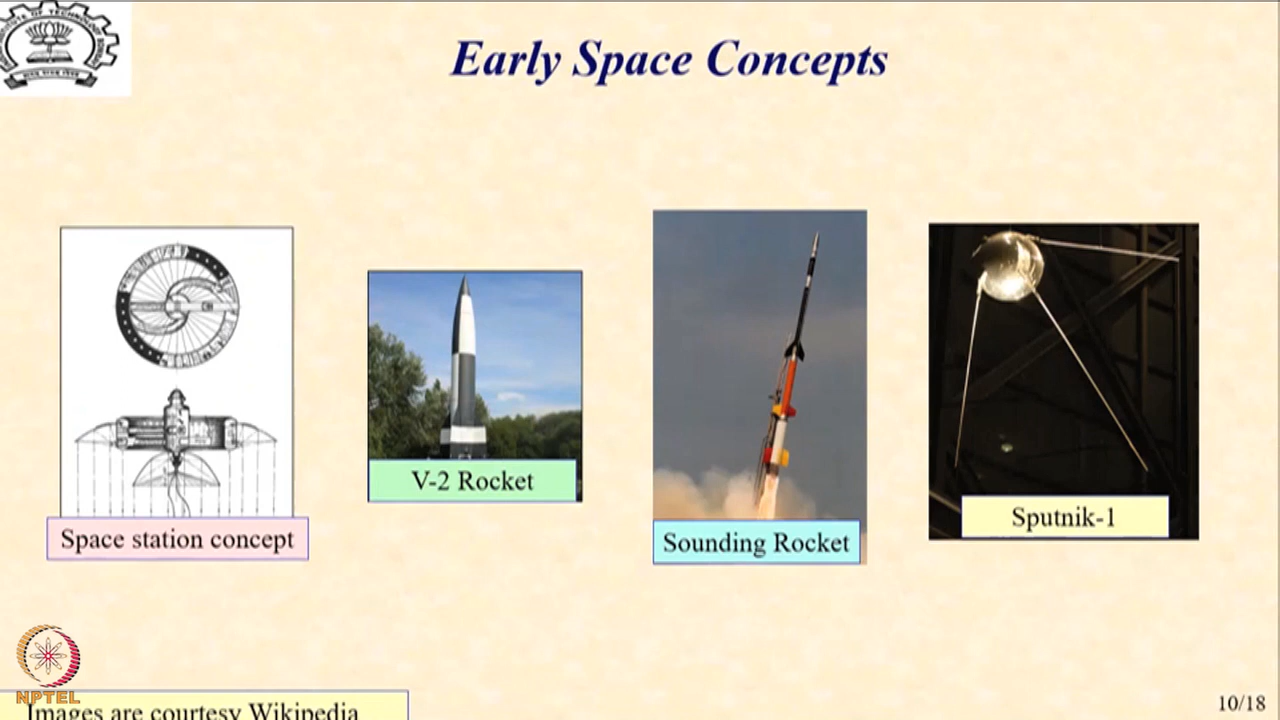 Early Space Concepts
Space station concept
V-2 Rocket
Sounding Rocket
Sputnik-1
NPTEL
Images are courtesy Wikipedia
10/18